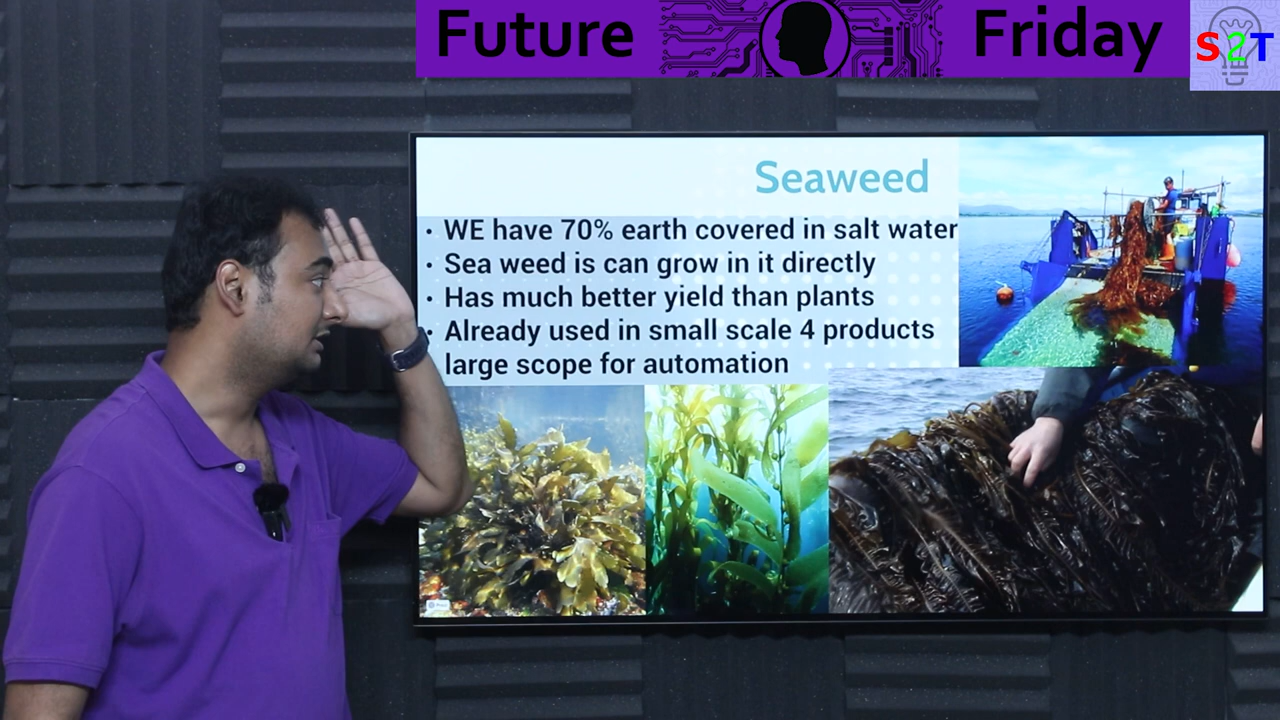 Future Friday
S2T
Seaweed
• WE have 70% earth covered in salt water
• Sea weed is can grow in it directly
• Has much better yield than plants
• Already used in small scale 4 products
large scope for automation